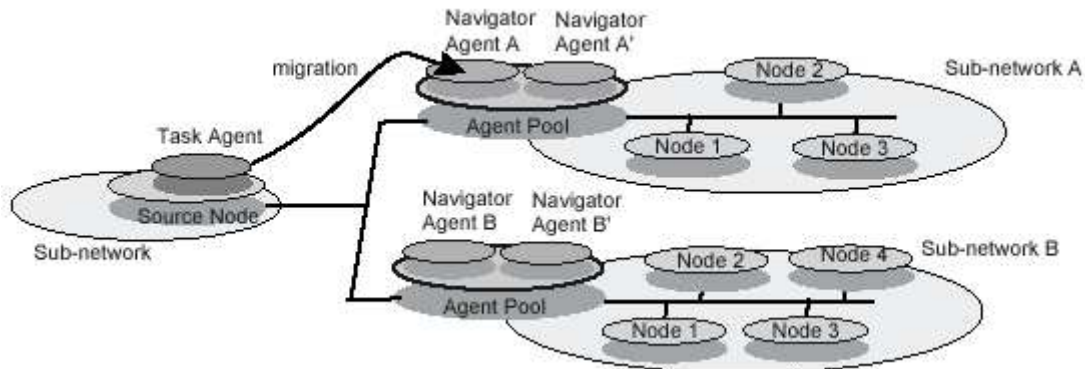 Navigator
Agent A
Navigator
Agent A'
migration
Node 2
Sub-network A
Agent Pool
Task Agent
Node 1
Node 3
Source Node
Sub-network
Navigator
Agent B
Navigator
Agent B'
Node 2
Node 4
Sub-network B
Agent Pool
Node 1
Node 3